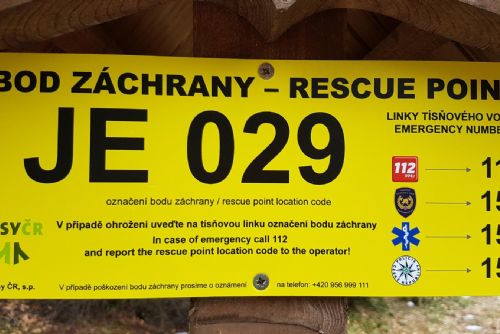 BOD ZÁCHRANY – RESCUE POIN
JE 029
označení bodu záchrany / rescue point location code
V případě ohrožení uveďte na tísňovou linku označení bodu záchrany
In case of emergency call 112
and report the rescue point location code to the operator!
V případě poškození bodu záchrany prosíme o oznámení na telefon: +420 956 999 111
LINKY TÍSŇOVÉHO VO
EMERGENCY NUMBE
112
1
15
15
15
SYČR
y ČR, s.p.